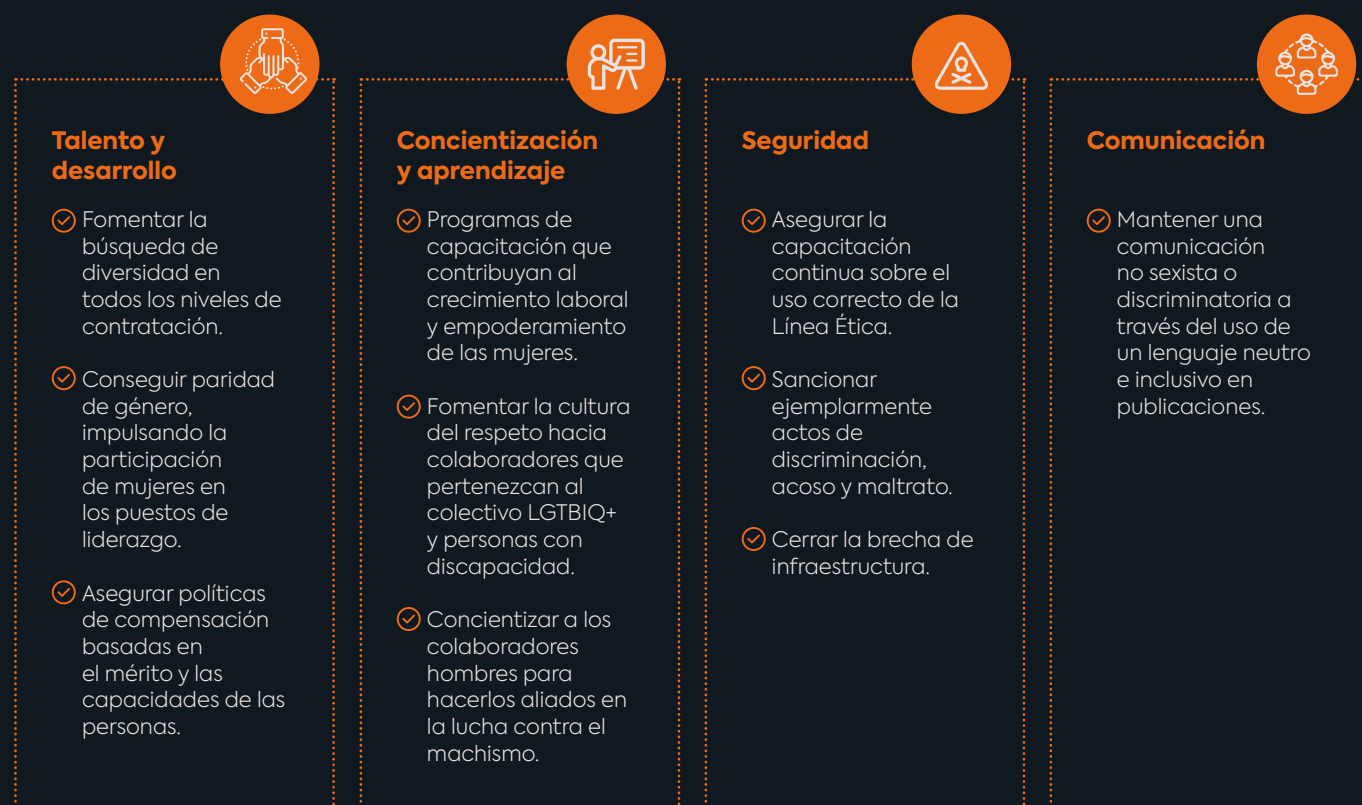 Talento y
desarrollo
Fomentar la
búsqueda de
diversidad en
todos los niveles de
contratación.
Conseguir paridad
de género,
impulsando la
participación
de mujeres en
los puestos de
liderazgo.
Asegurar políticas
de compensación
basadas en
el mérito y las
capacidades de las
personas.
Concientización
y aprendizaje
Programas de
capacitación que
contribuyan al
crecimiento laboral
y empoderamiento
de las mujeres.
Fomentar la cultura
del respeto hacia
colaboradores que
pertenezcan al
colectivo LGTBIQ+
y personas con
discapacidad.
Concientizar a los
colaboradores
hombres para
hacerlos aliados en
la lucha contra el
machismo.
Seguridad
Asegurar la
capacitación
continua sobre el
uso correcto de la
Línea Ética.
Sancionar
ejemplarmente
actos de
discriminación,
acoso y maltrato.
Cerrar la brecha de
infraestructura.
Comunicación
Mantener una
comunicación
no sexista o
discriminatoria a
través del uso de
un lenguaje neutro
e inclusivo en
publicaciones.